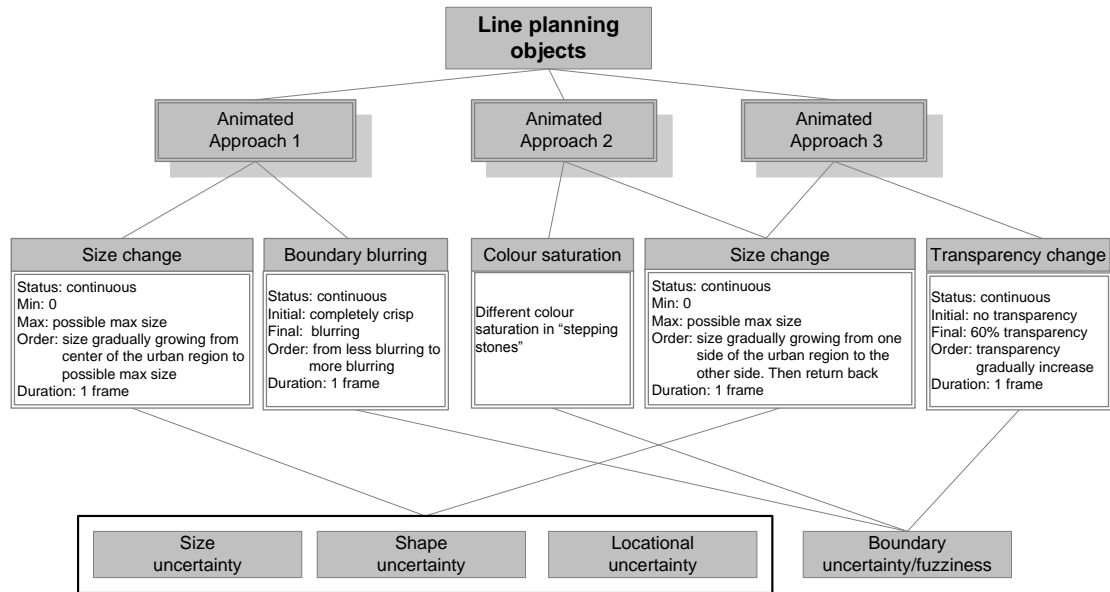 Line planning
objects
Animated
Approach 1
Animated
Approach 2
Animated
Approach 3
Size change
Status: continuous
Min: 0
Max: possible max size
Order: size gradually growing from
center of the urban region to
possible max size
Duration: 1 frame
Boundary blurring
Status: continuous
Initial: completely crisp
Final: blurring
Order: from less blurring to
more blurring
Duration: 1 frame
Colour saturation
Different colour
saturation in “stepping
stones”
Size change
Status: continuous
Min: 0
Max: possible max size
Order: size gradually growing from one
side of the urban region to the
other side. Then return back
Duration: 1 frame
Transparency change
Status: continuous
Initial: no transparency
Final: 60% transparency
Order: transparency
gradually increase
Duration: 1 frame
Size
uncertainty
Shape
uncertainty
Locational
uncertainty
Boundary
uncertainty/fuzziness